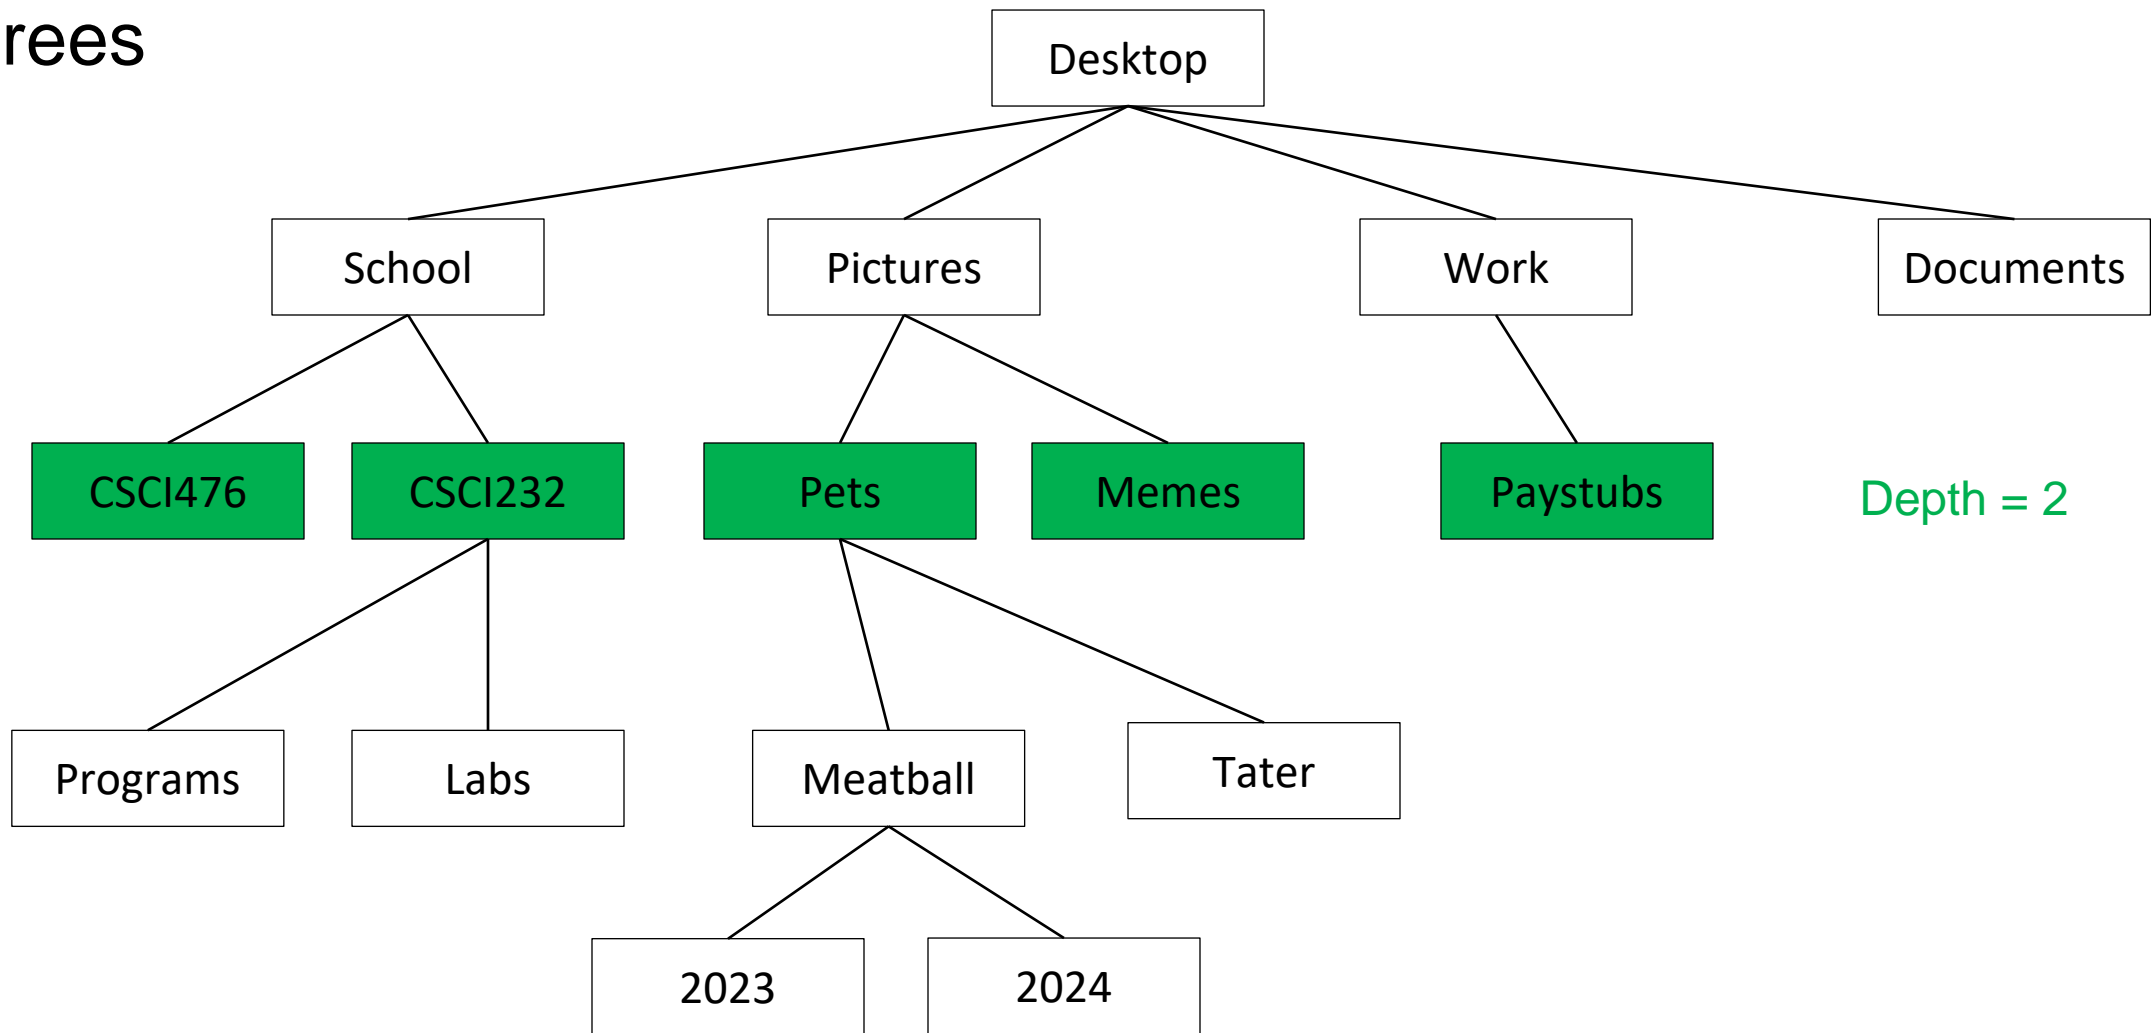 rees
Desktop
School
Pictures
Work
Documents
CSCI476
CSCI232
Pets
Memes
Paystubs
Depth = 2
Programs
Labs
Meatball
Tater
2023
2024